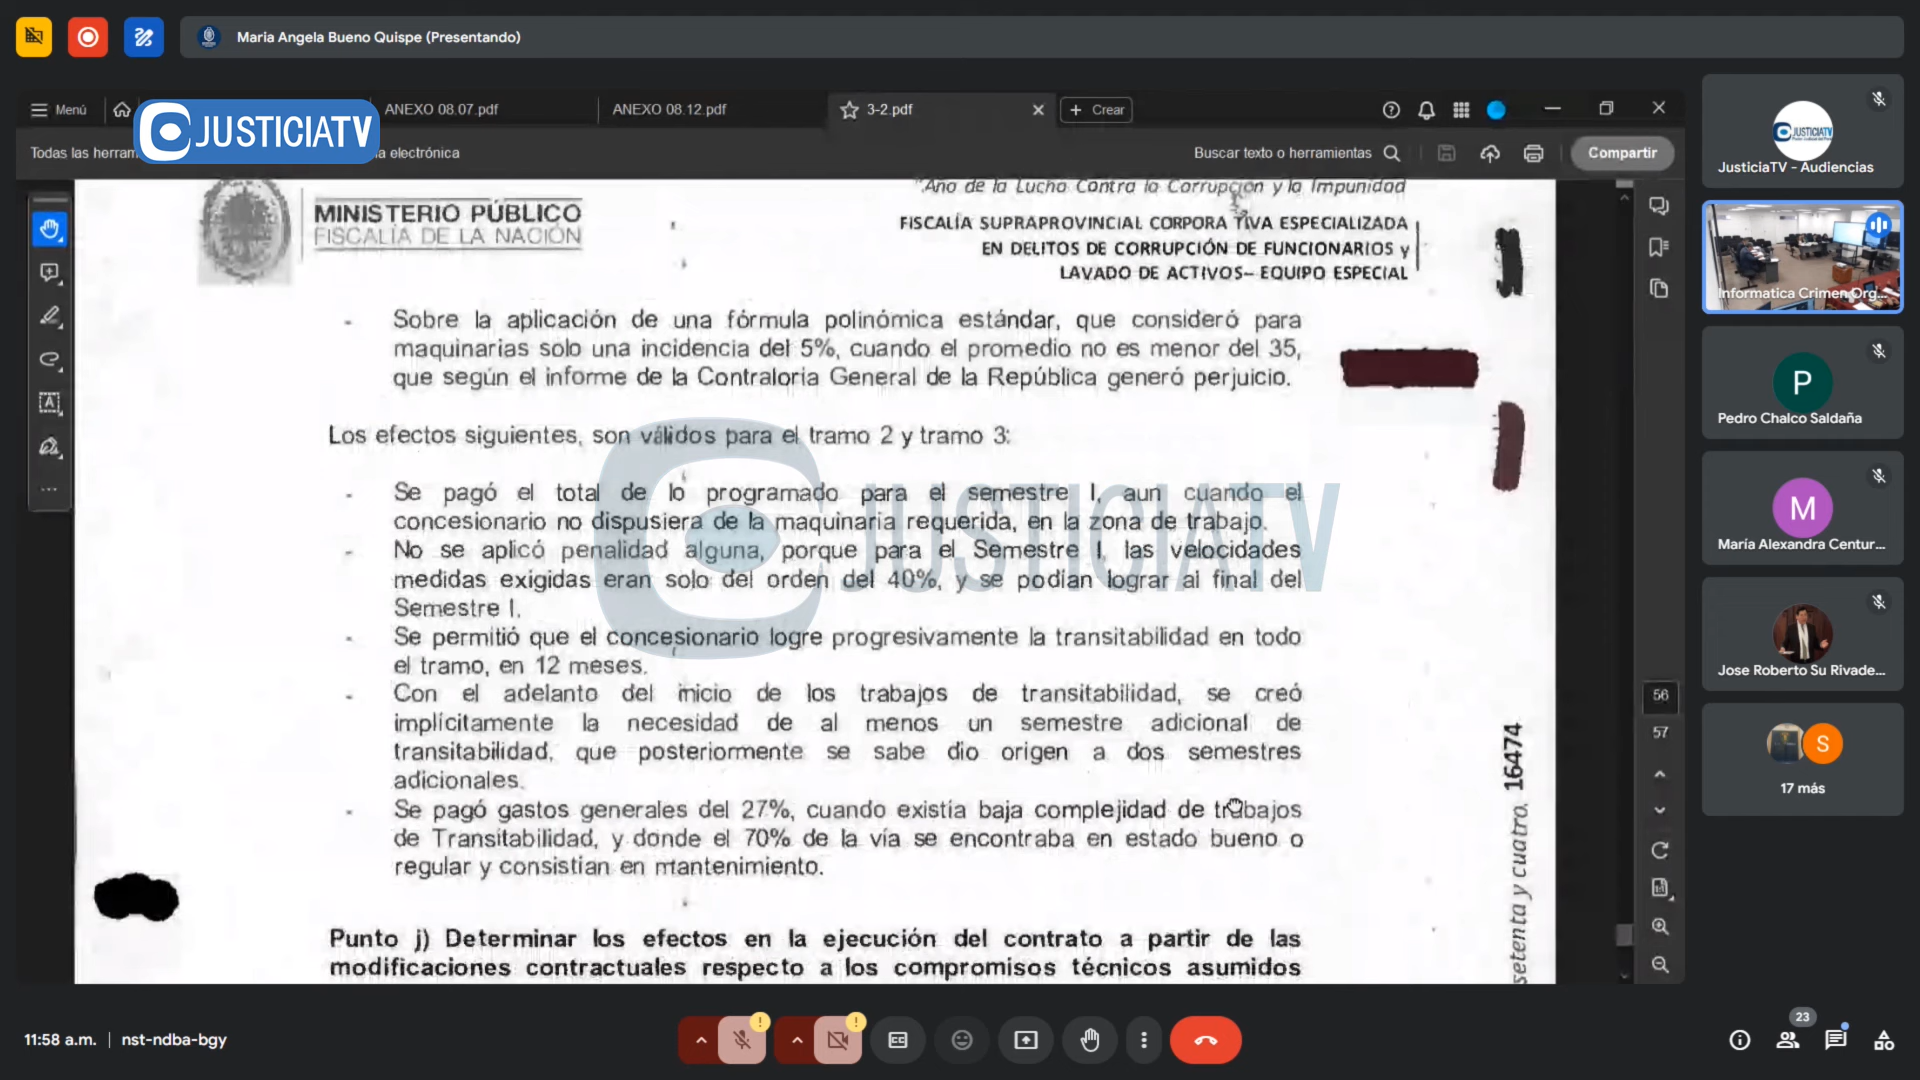 Maria Angela Bueno Quispe (Presentando)
Menú
ANEXO 08.07.pdf
ANEXO 08.12.pdf
3-2.pdf
Crear
JUSTICIATV
Todas las herram
a electrónica
Buscar texto o herramientas
Compartir
"Año de la Lucha Contra la Corrupción y la Impunidad
MINISTERIO PÚBLICO
FISCALÍA DE LA NACIÓN
FISCALÍA SUPRAPROVINCIAL CORPORATIVA ESPECIALIZADA
EN DELITOS DE CORRUPCIÓN DE FUNCIONARIOS y
LAVADO DE ACTIVOS– EQUIPO ESPECIAL
- Sobre la aplicación de una fórmula polinómica estándar, que consideró para
maquinarias solo una incidencia del 5%, cuando el promedio no es menor del 35,
que según el informe de la Contraloría General de la República generó perjuicio.
Los efectos siguientes, son válidos para el tramo 2 y tramo 3:
- Se pagó el total de lo programado para el semestre I, aun cuando el
concesionario no dispusiera de la maquinaria requerida, en la zona de trabajo.
- No se aplicó penalidad alguna, porque para el Semestre I, las velocidades
medidas exigidas eran solo del orden del 40%, y se podían lograr al final del
Semestre I.
- Se permitió que el concesionario logre progresivamente la transitabilidad en todo
el tramo, en 12 meses.
- Con el adelanto del inicio de los trabajos de transitabilidad, se creó
implícitamente la necesidad de al menos un semestre adicional de
transitabilidad, que posteriormente se sabe dio origen a dos semestres
adicionales.
- Se pagó gastos generales del 27%, cuando existía baja complejidad de trabajos
de Transitabilidad, y donde el 70% de la vía se encontraba en estado bueno o
regular y consistían en mantenimiento.
Punto j) Determinar los efectos en la ejecución del contrato a partir de las
modificaciones contractuales respecto a los compromisos técnicos asumidos
setenta y cuatro. 16474
JUSTICIATV
56
57
JUSTICIATV
JusticiaTV - Audiencias
Informatica Crimen Org...
P
Pedro Chalco Saldaña
M
María Alexandra Centur...
Jose Roberto Su Rivade...
S
17 más
11:58 a.m. | nst-ndba-bgy
23